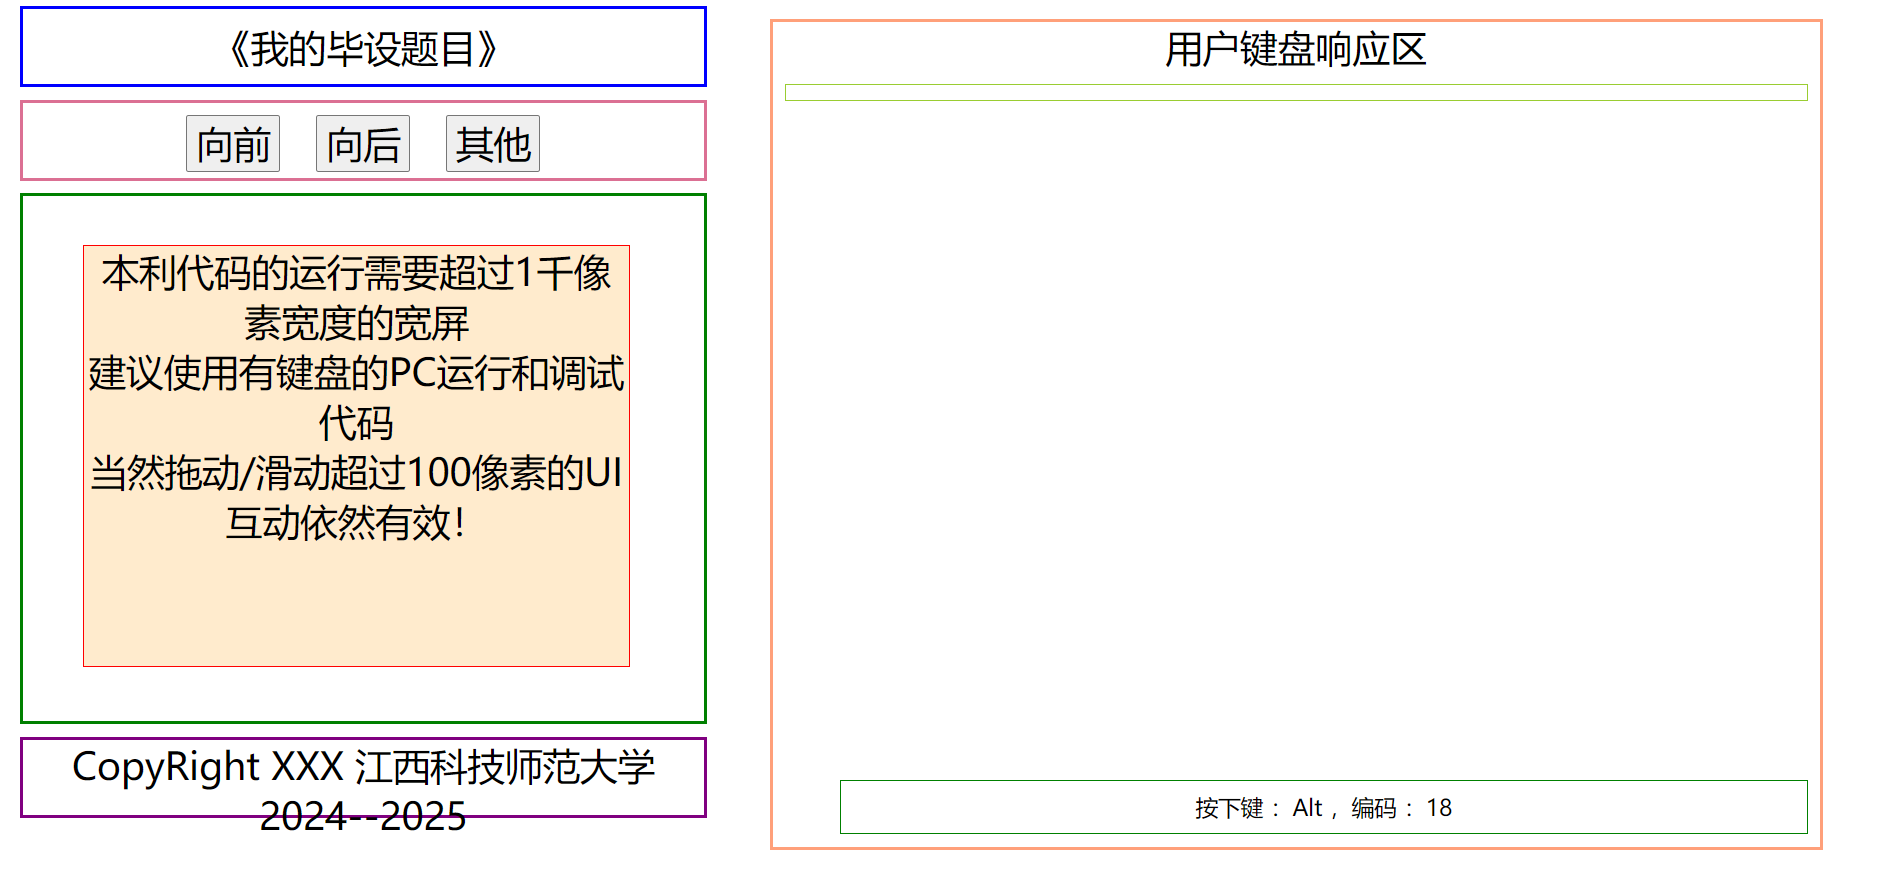 《我的毕设题目》
向前 向后 其他
本利代码的运行需要超过1千像
素宽度的宽屏
建议使用有键盘的PC运行和调试
代码
当然拖动/滑动超过100像素的UI
互动依然有效！
CopyRight XXX 江西科技师范大学
2024--2025
用户键盘响应区
按下键 ：Alt ，编码 ：18